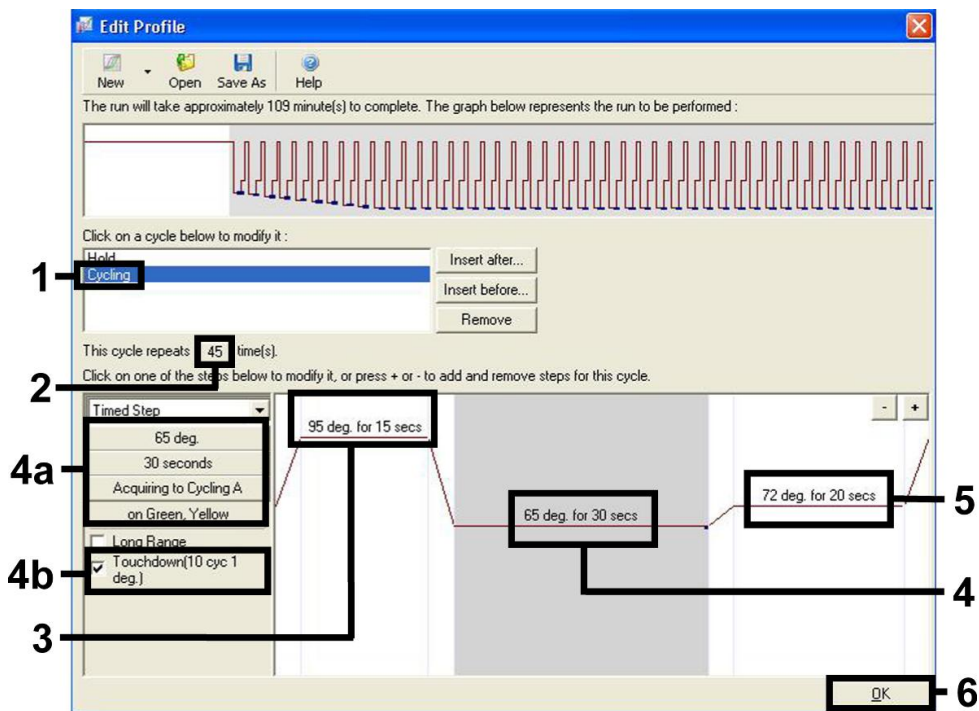 Edit Profile
New Open Save As Help
The run will take approximately 109 minute(s) to complete. The graph below represents the run to be performed :
Click on a cycle below to modify it :
Hold
1 Cycling
Insert after...
Insert before...
Remove
This cycle repeats 45 time(s).
2
Click on one of the steps below to modify it, or press + or - to add and remove steps for this cycle.
Timed Step
- +
4a
65 deg.
30 seconds
Acquiring to Cycling A
on Green, Yellow
Long Range
4b
Touchdown(10 cyc 1
deg.)
95 deg. for 15 secs
3
65 deg. for 30 secs
4
72 deg. for 20 secs
5
OK
6